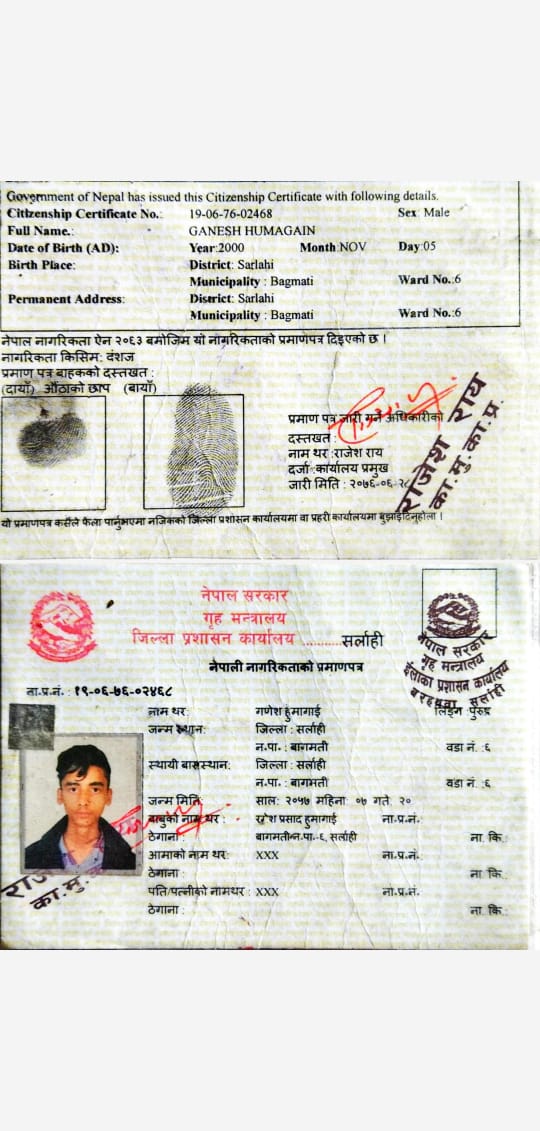 Government of Nepal has issued this Citizenship Certificate with following details.
Citizenship Certificate No.: 19-06-76-02468 Sex: Male
Full Name.: GANESH HUMAGAIN
Date of Birth (AD): Year:2000 Month:NOV Day:05
Birth Place: District: Sarlahi
Municipality : Bagmati Ward No.:6
Permanent Address: District: Sarlahi
Municipality : Bagmati Ward No.:6
नेपाल नागरिकता ऐन २०६३ बमोजिम यो नागरिकताको प्रमाणपत्र दिइएको छ ।
नागरिकता किसिम: वंशज
प्रमाण पत्र बाहकको दस्तखत :
(दायाँ) औंठाको छाप (बायाँ)
प्रमाण पत्र जारी गर्ने अधिकारीको
दस्तखत :
नाम थर :राजेश राय
दर्जा :कार्यालय प्रमुख
जारी मिति : २०७६-०६-२८
राजेश राय
का.मु.का.प्र.
यो प्रमाणपत्र कसैले फेला पार्नुभएमा नजिकको जिल्ला प्रशासन कार्यालयमा वा प्रहरी कार्यालयमा बुझाइदिनुहोला ।
नेपाल सरकार
गृह मन्त्रालय
जिल्ला प्रशासन कार्यालय ..........सर्लाही
नेपाली नागरिकताको प्रमाणपत्र
नेपाल सरकार
गृह मन्त्रालय
ईलाका प्रशासन कार्यालय
बरहथवा, सर्लाही
ना.प्र.नं. : १९-०६-७६-०२४६८
नाम थर: गणेश हुमागाईं लिङ्ग :पुरुष
जन्म स्थान: जिल्ला : सर्लाही
न.पा. : बागमती वडा नं. :६
स्थायी बासस्थान: जिल्ला : सर्लाही
न.पा. : बागमती वडा नं. :६
जन्म मिति: साल: २०५७ महिना: ०७ गते: २०
बाबुको नाम थर : प्रसाद हुमागाई ना.प्र.नं.
ठेगाना : बागमती न.पा.-६, सर्लाही ना. कि.:
आमाको नाम थर: XXX ना.प्र.नं.
ठेगाना : ना. कि.:
पति/पत्नीको नामथर : XXX ना.प्र.नं.
ठेगाना : ना. कि.:
का.मु.